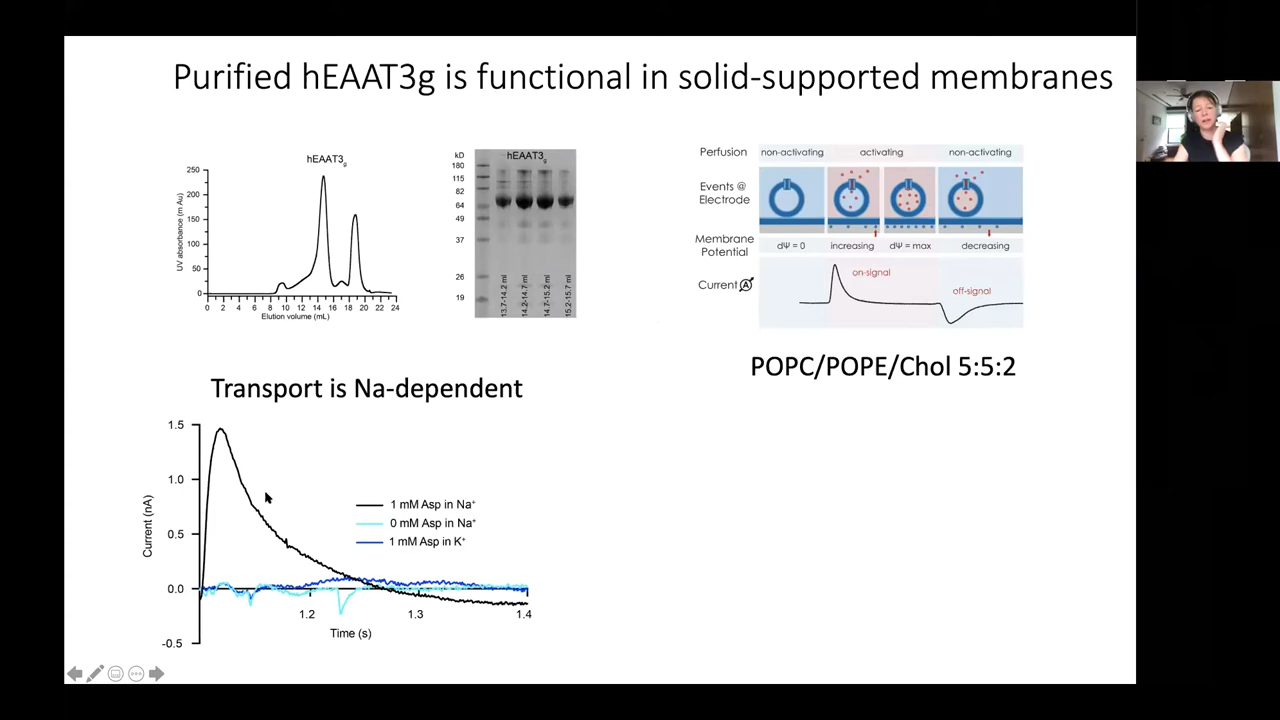 Purified hEAAT3g is functional in solid-supported membranes
hEAAT3g
250
200
150
100
50
0
UV absorbance (m Au)
0 2 4 6 8 10 12 14 16 18 20 22 24
Elution volume (mL)
kD
hEAAT3g
180
115
82
64
49
37
26
19
13.7-14.2 ml
14.2-14.7 ml
14.7-15.2 ml
15.2-15.7 ml
Perfusion non-activating activating non-activating
Events @
Electrode
Membrane
Potential
dΨ = 0 increasing dΨ = max decreasing
Current A
on-signal
off-signal
POPC/POPE/Chol 5:5:2
Transport is Na-dependent
1.5
1.0
0.5
0.0
-0.5
Current (nA)
1 mM Asp in Na⁺
0 mM Asp in Na⁺
1 mM Asp in K⁺
1.2 1.3 1.4
Time (s)